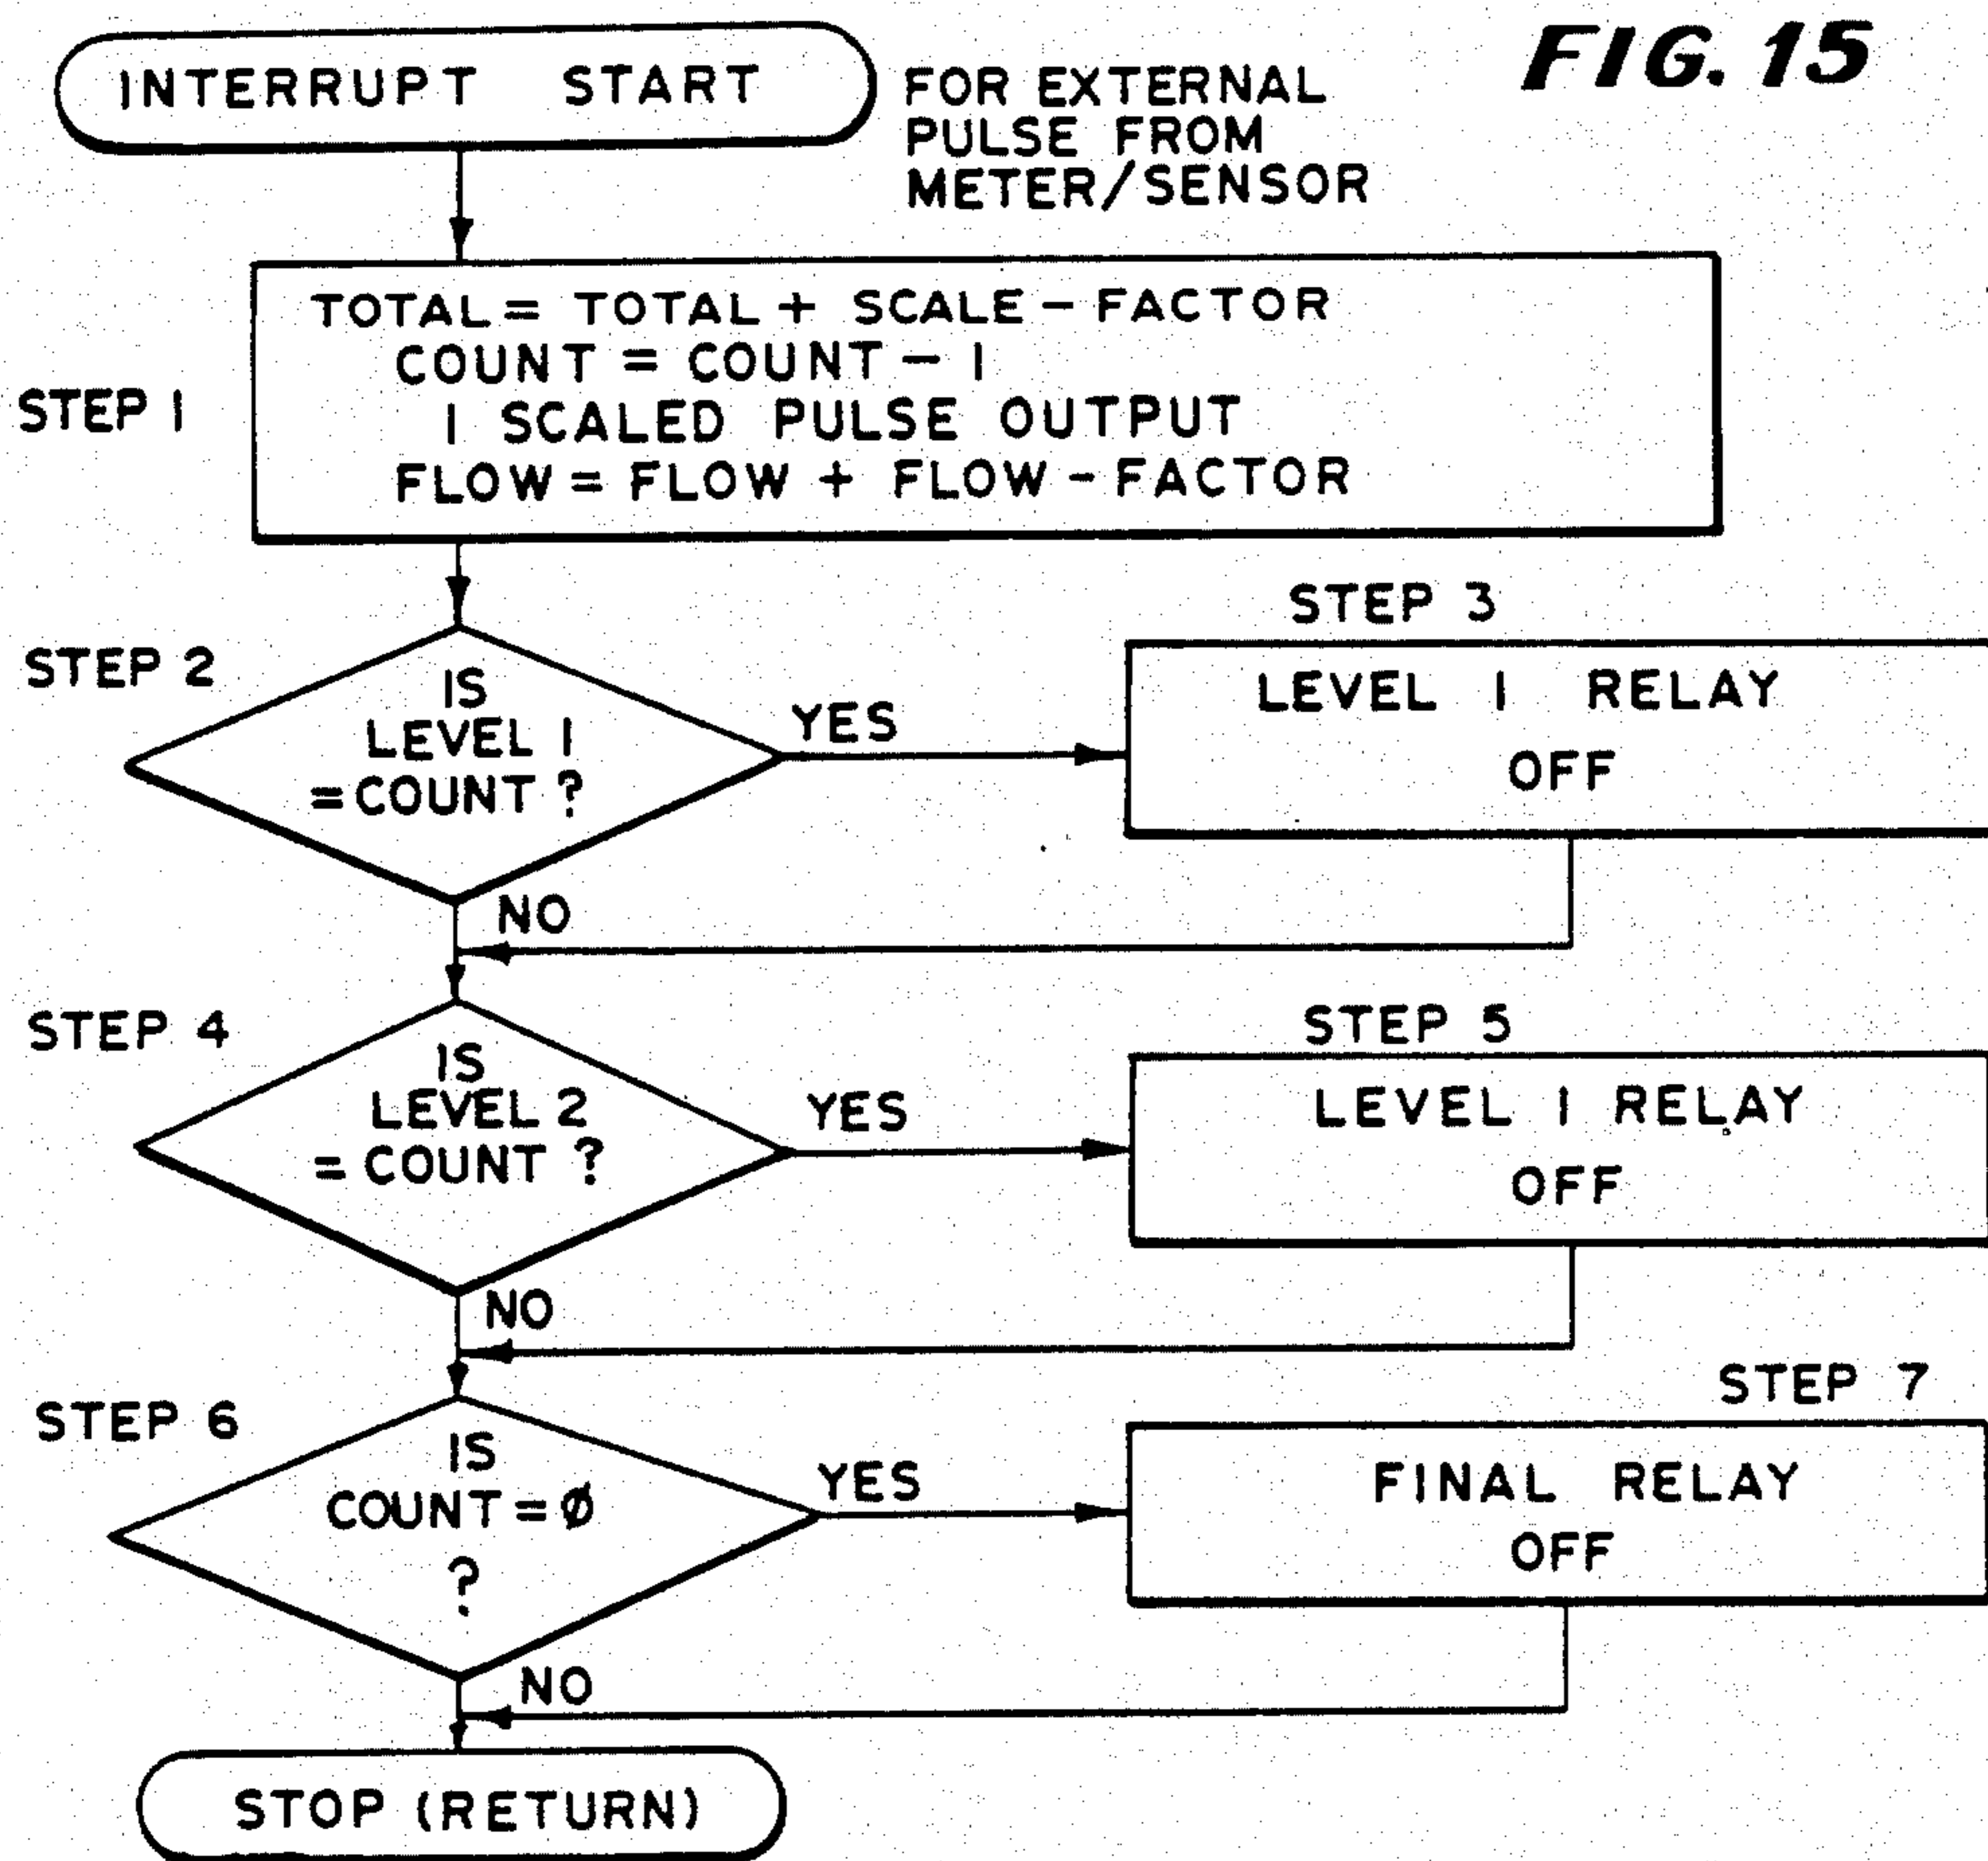 FIG. 15
INTERRUPT START
FOR EXTERNAL
PULSE FROM
METER/SENSOR
STEP 1
TOTAL = TOTAL + SCALE - FACTOR
COUNT = COUNT - 1
1 SCALED PULSE OUTPUT
FLOW = FLOW + FLOW - FACTOR
STEP 2
IS
LEVEL 1
= COUNT ?
YES
NO
STEP 3
LEVEL 1 RELAY
OFF
STEP 4
IS
LEVEL 2
= COUNT ?
YES
NO
STEP 5
LEVEL 1 RELAY
OFF
STEP 6
IS
COUNT = Ø
?
YES
NO
STEP 7
FINAL RELAY
OFF
STOP (RETURN)